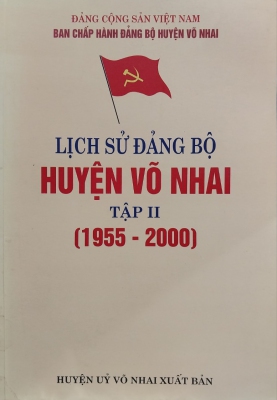 ĐẢNG CỘNG SẢN VIỆT NAM
BAN CHẤP HÀNH ĐẢNG BỘ HUYỆN VÕ NHAI
LỊCH SỬ ĐẢNG BỘ
HUYỆN VÕ NHAI
TẬP II
(1955 - 2000)
HUYỆN UỶ VÕ NHAI XUẤT BẢN